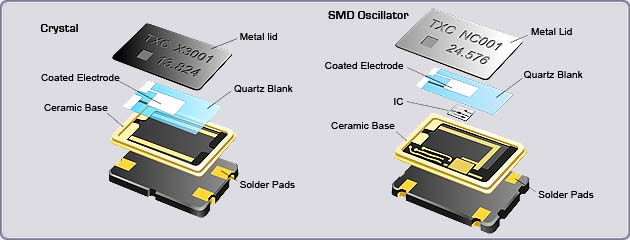 Crystal
TXC X3001
13.824
Metal lid
Coated Electrode
Quartz Blank
Ceramic Base
Solder Pads
SMD Oscillator
TXC NC001
24.576
Metal Lid
Coated Electrode
Quartz Blank
IC
Ceramic Base
Solder Pads